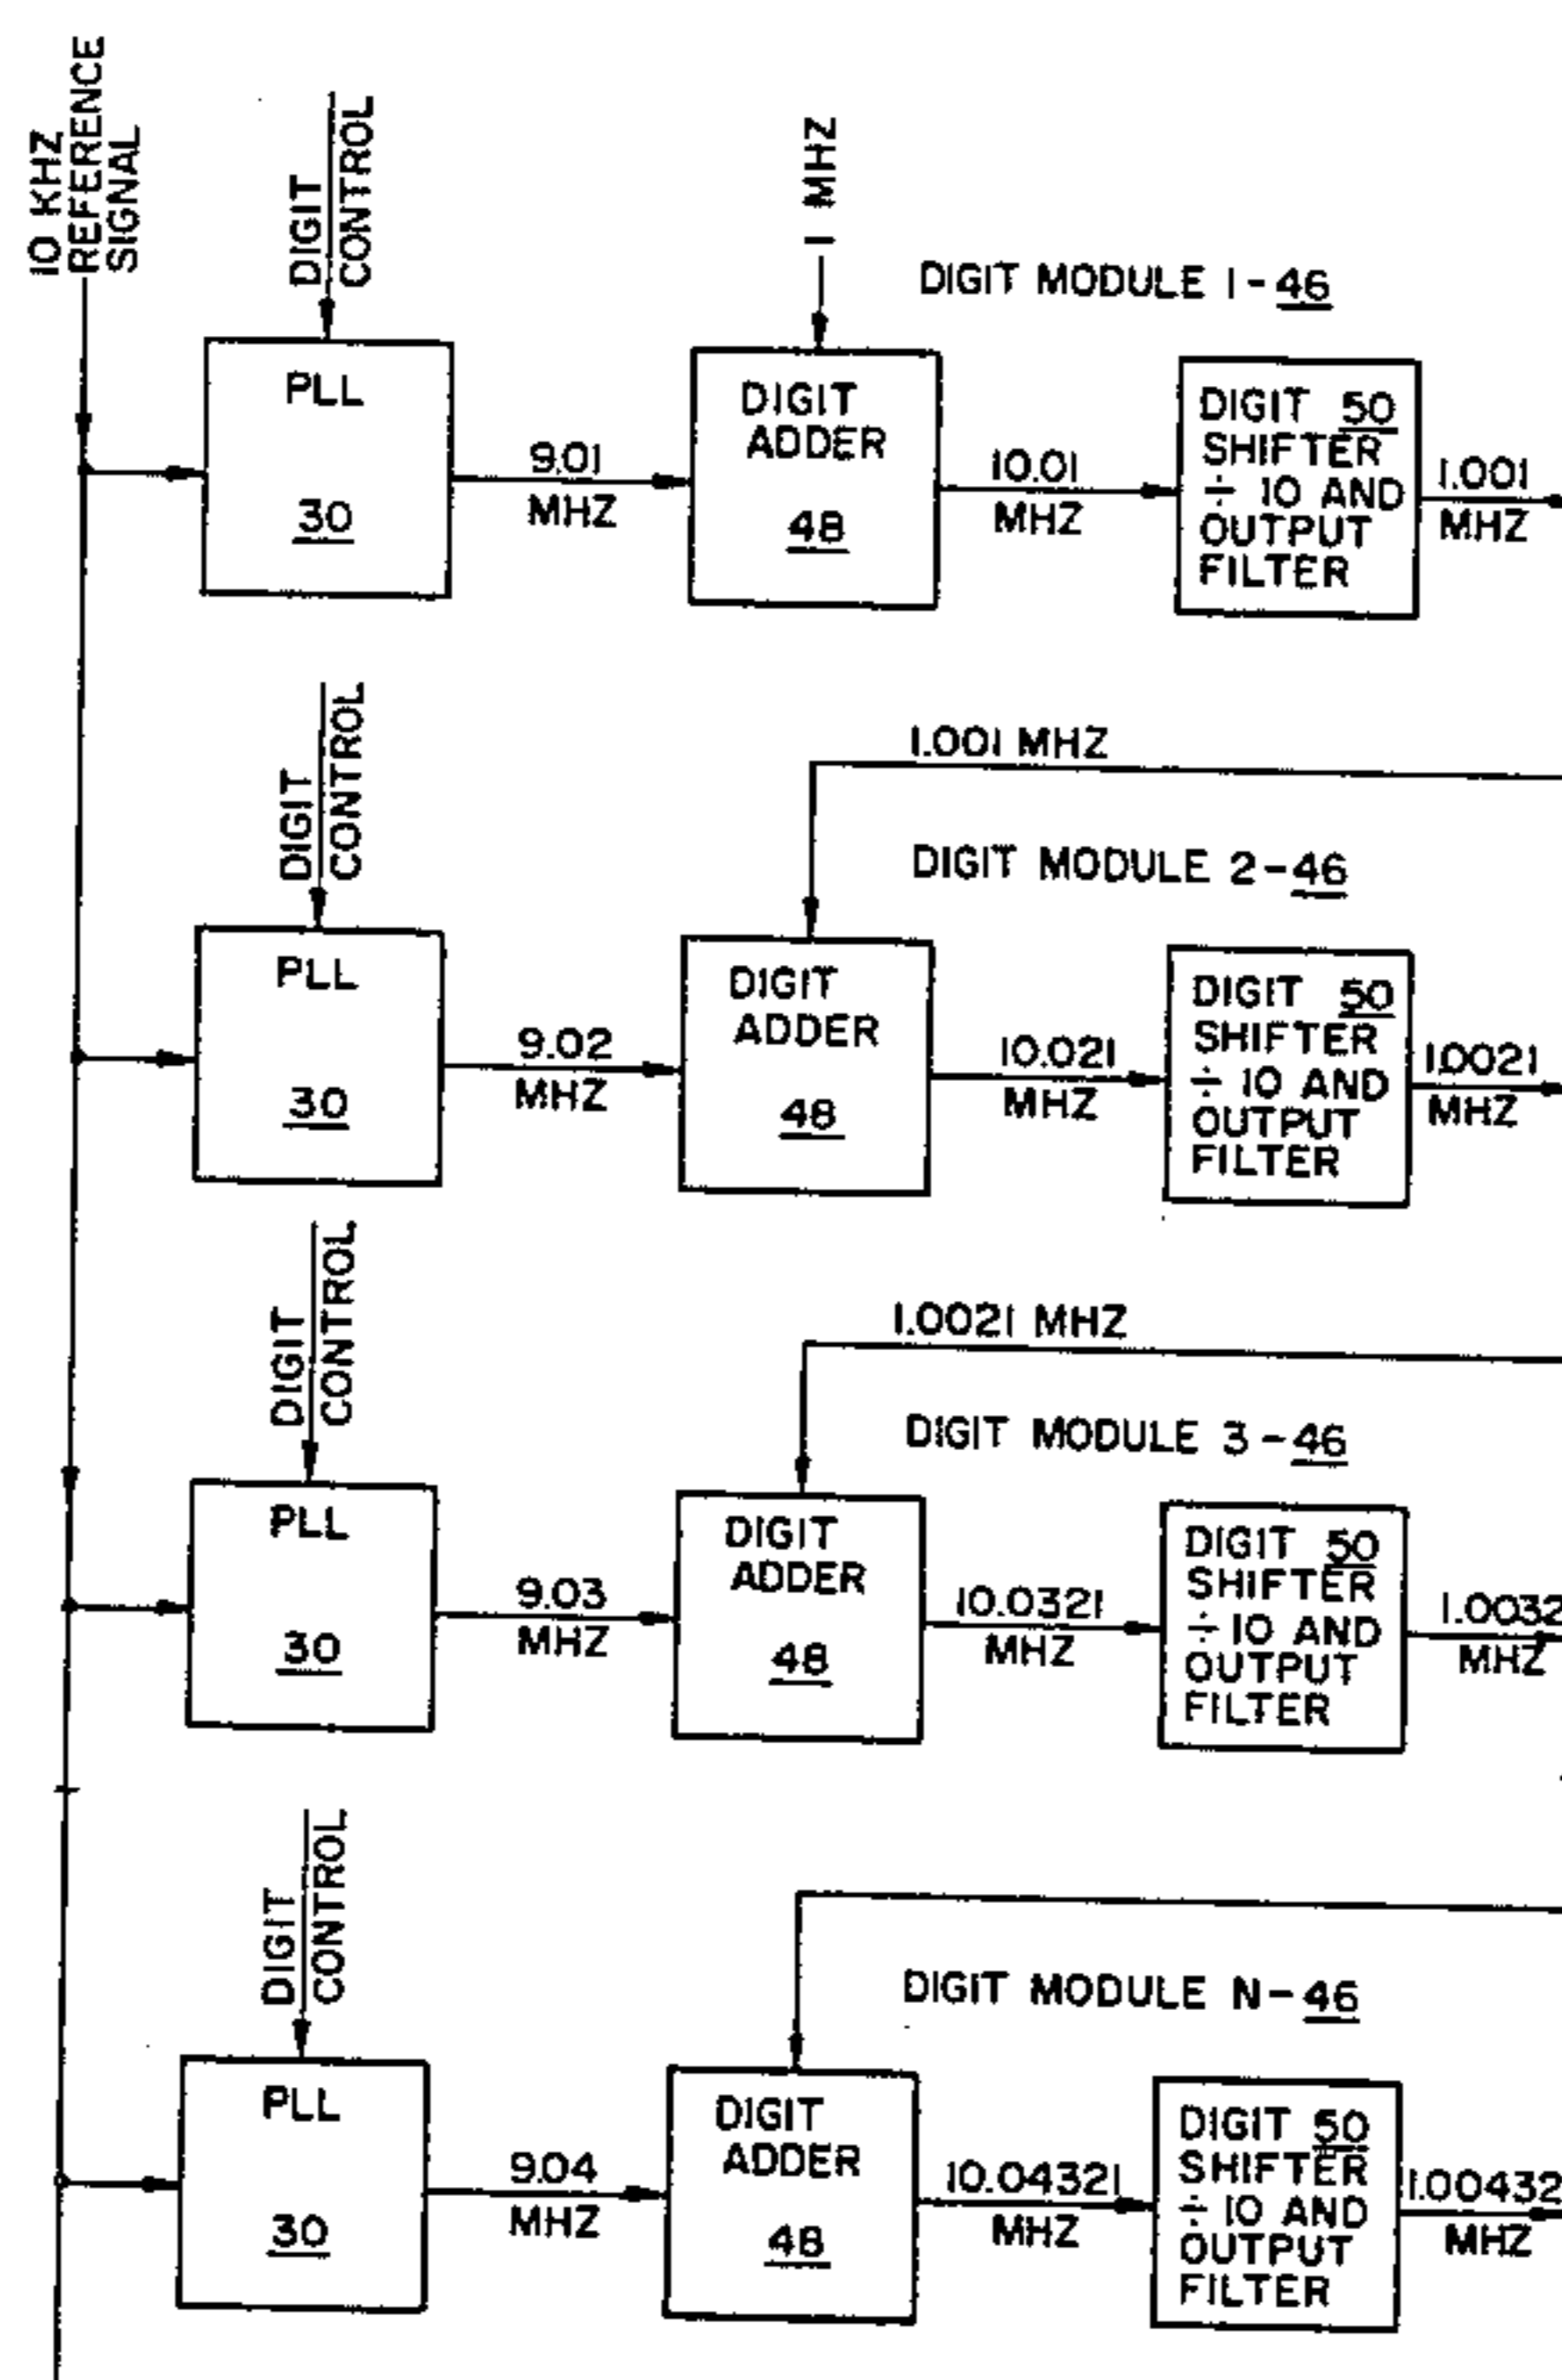 10 KHZ
REFERENCE
SIGNAL
DIGIT
CONTROL
1 MHZ
DIGIT MODULE 1-46
PLL
30
9.01
MHZ
DIGIT
ADDER
48
10.01
MHZ
DIGIT 50
SHIFTER
÷ 10 AND
OUTPUT
FILTER
1.001
MHZ
DIGIT
CONTROL
1.001 MHZ
DIGIT MODULE 2-46
PLL
30
9.02
MHZ
DIGIT
ADDER
48
10.021
MHZ
DIGIT 50
SHIFTER
÷ 10 AND
OUTPUT
FILTER
1.0021
MHZ
DIGIT
CONTROL
1.0021 MHZ
DIGIT MODULE 3-46
PLL
30
9.03
MHZ
DIGIT
ADDER
48
10.0321
MHZ
DIGIT 50
SHIFTER
÷ 10 AND
OUTPUT
FILTER
1.0032
MHZ
DIGIT
CONTROL
DIGIT MODULE N-46
PLL
30
9.04
MHZ
DIGIT
ADDER
48
10.04321
MHZ
DIGIT 50
SHIFTER
÷ 10 AND
OUTPUT
FILTER
1.00432
MHZ